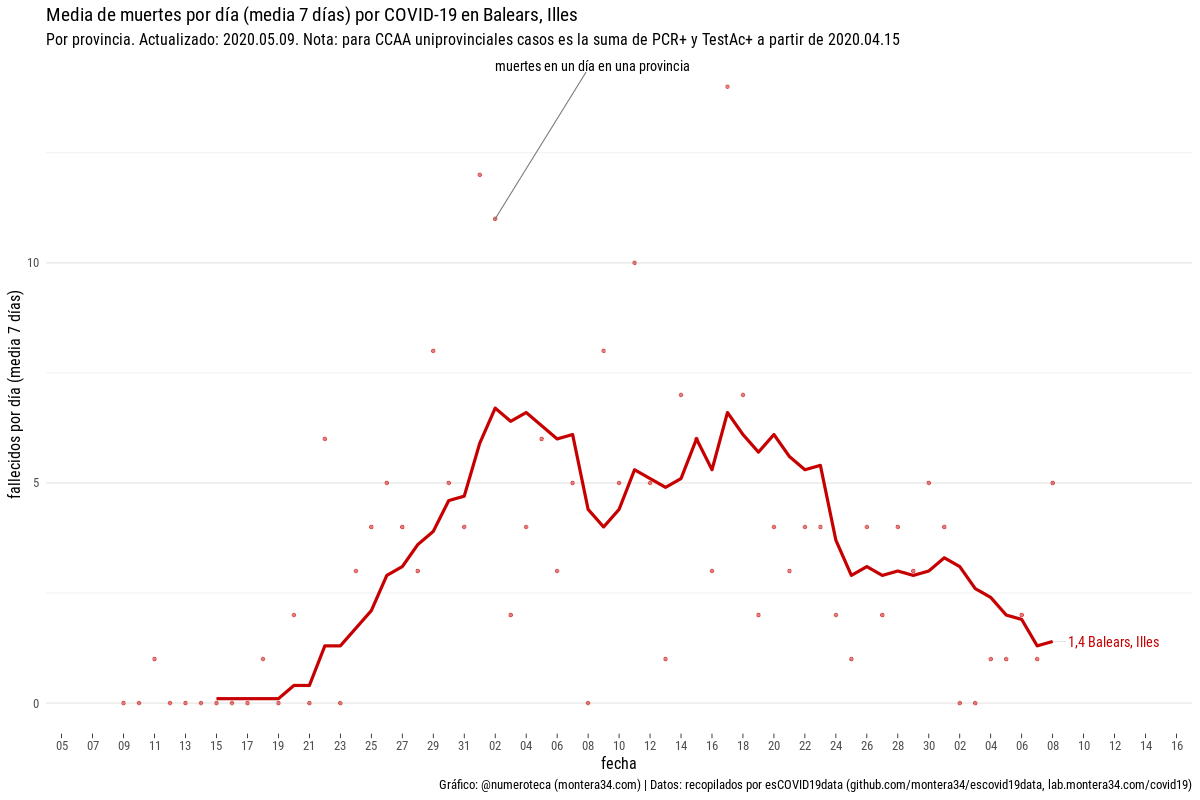 Media de muertes por día (media 7 días) por COVID-19 en Balears, Illes
Por provincia. Actualizado: 2020.05.09. Nota: para CCAA uniprovinciales casos es la suma de PCR+ y TestAc+ a partir de 2020.04.15
muertes en un día en una provincia
fallecidos por día (media 7 días)
10
5
0
1,4 Balears, Illes
05 07 09 11 13 15 17 19 21 23 25 27 29 31 02 04 06 08 10 12 14 16 18 20 22 24 26 28 30 02 04 06 08 10 12 14 16
fecha
Gráfico: @numeroteca (montera34.com) | Datos: recopilados por esCOVID19data (github.com/montera34/escovid19data, lab.montera34.com/covid19)